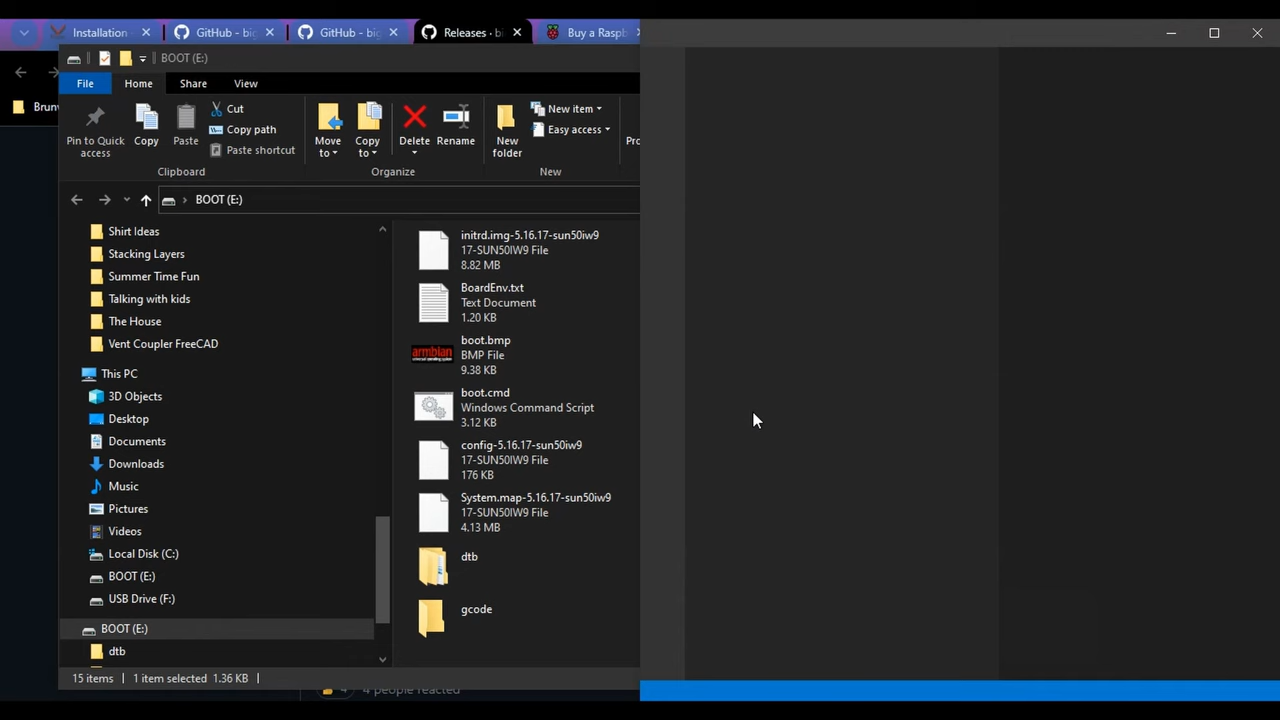 Installation
GitHub - big
GitHub - big
Releases · bi
Buy a Raspb
Brunv
BOOT (E:)
File
Home
Share
View
Pin to Quick
access
Copy
Paste
Cut
Copy path
Paste shortcut
Clipboard
Move
to
Copy
to
Delete
Rename
Organize
New
folder
New item
Easy access
New
Pro
BOOT (E:)
Shirt Ideas
Stacking Layers
Summer Time Fun
Talking with kids
The House
Vent Coupler FreeCAD
This PC
3D Objects
Desktop
Documents
Downloads
Music
Pictures
Videos
Local Disk (C:)
BOOT (E:)
USB Drive (F:)
BOOT (E:)
dtb
initrd.img-5.16.17-sun50iw9
17-SUN50IW9 File
8.82 MB
BoardEnv.txt
Text Document
1.20 KB
armbian
boot.bmp
BMP File
9.38 KB
boot.cmd
Windows Command Script
3.12 KB
config-5.16.17-sun50iw9
17-SUN50IW9 File
176 KB
System.map-5.16.17-sun50iw9
17-SUN50IW9 File
4.13 MB
dtb
gcode
15 items
1 item selected 1.36 KB
4 people reacted